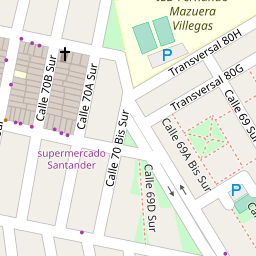 Mazuera
Villegas
P
Transversal 80H
Transversal 80G
Calle 70B Sur
Calle 70A Sur
Calle 70 Bis Sur
Calle 69A Bis Sur
Calle 69 Sur
supermercado
Santander
Calle 69D Sur
P